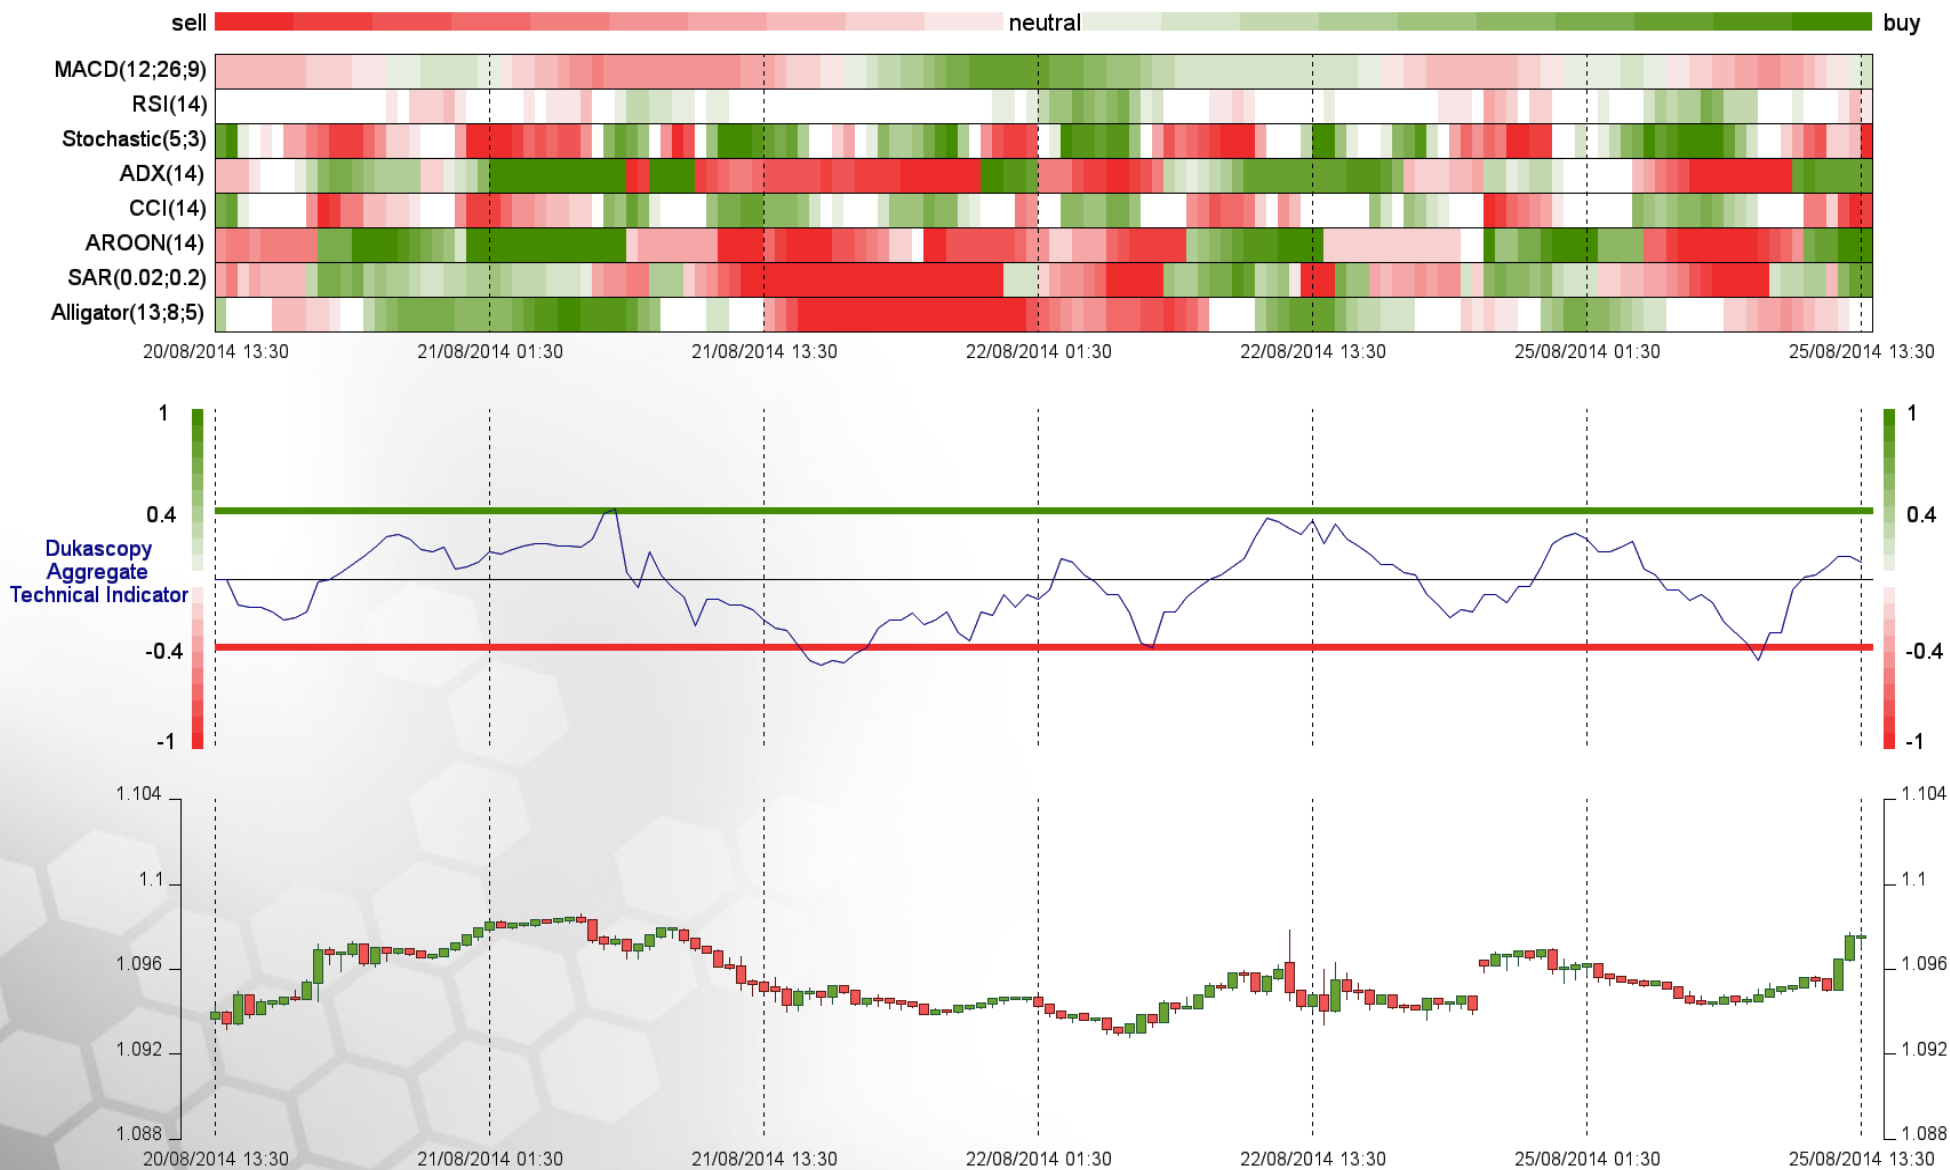 sell neutral buy
MACD(12;26;9)
RSI(14)
Stochastic(5;3)
ADX(14)
CCI(14)
AROON(14)
SAR(0.02;0.2)
Alligator(13;8;5)
20/08/2014 13:30 21/08/2014 01:30 21/08/2014 13:30 22/08/2014 01:30 22/08/2014 13:30 25/08/2014 01:30 25/08/2014 13:30
1 1
0.4 0.4
Dukascopy
Aggregate
Technical Indicator
-0.4 -0.4
-1 -1
1.104 1.104
1.1 1.1
1.096 1.096
1.092 1.092
1.088 1.088
20/08/2014 13:30 21/08/2014 01:30 21/08/2014 13:30 22/08/2014 01:30 22/08/2014 13:30 25/08/2014 01:30 25/08/2014 13:30